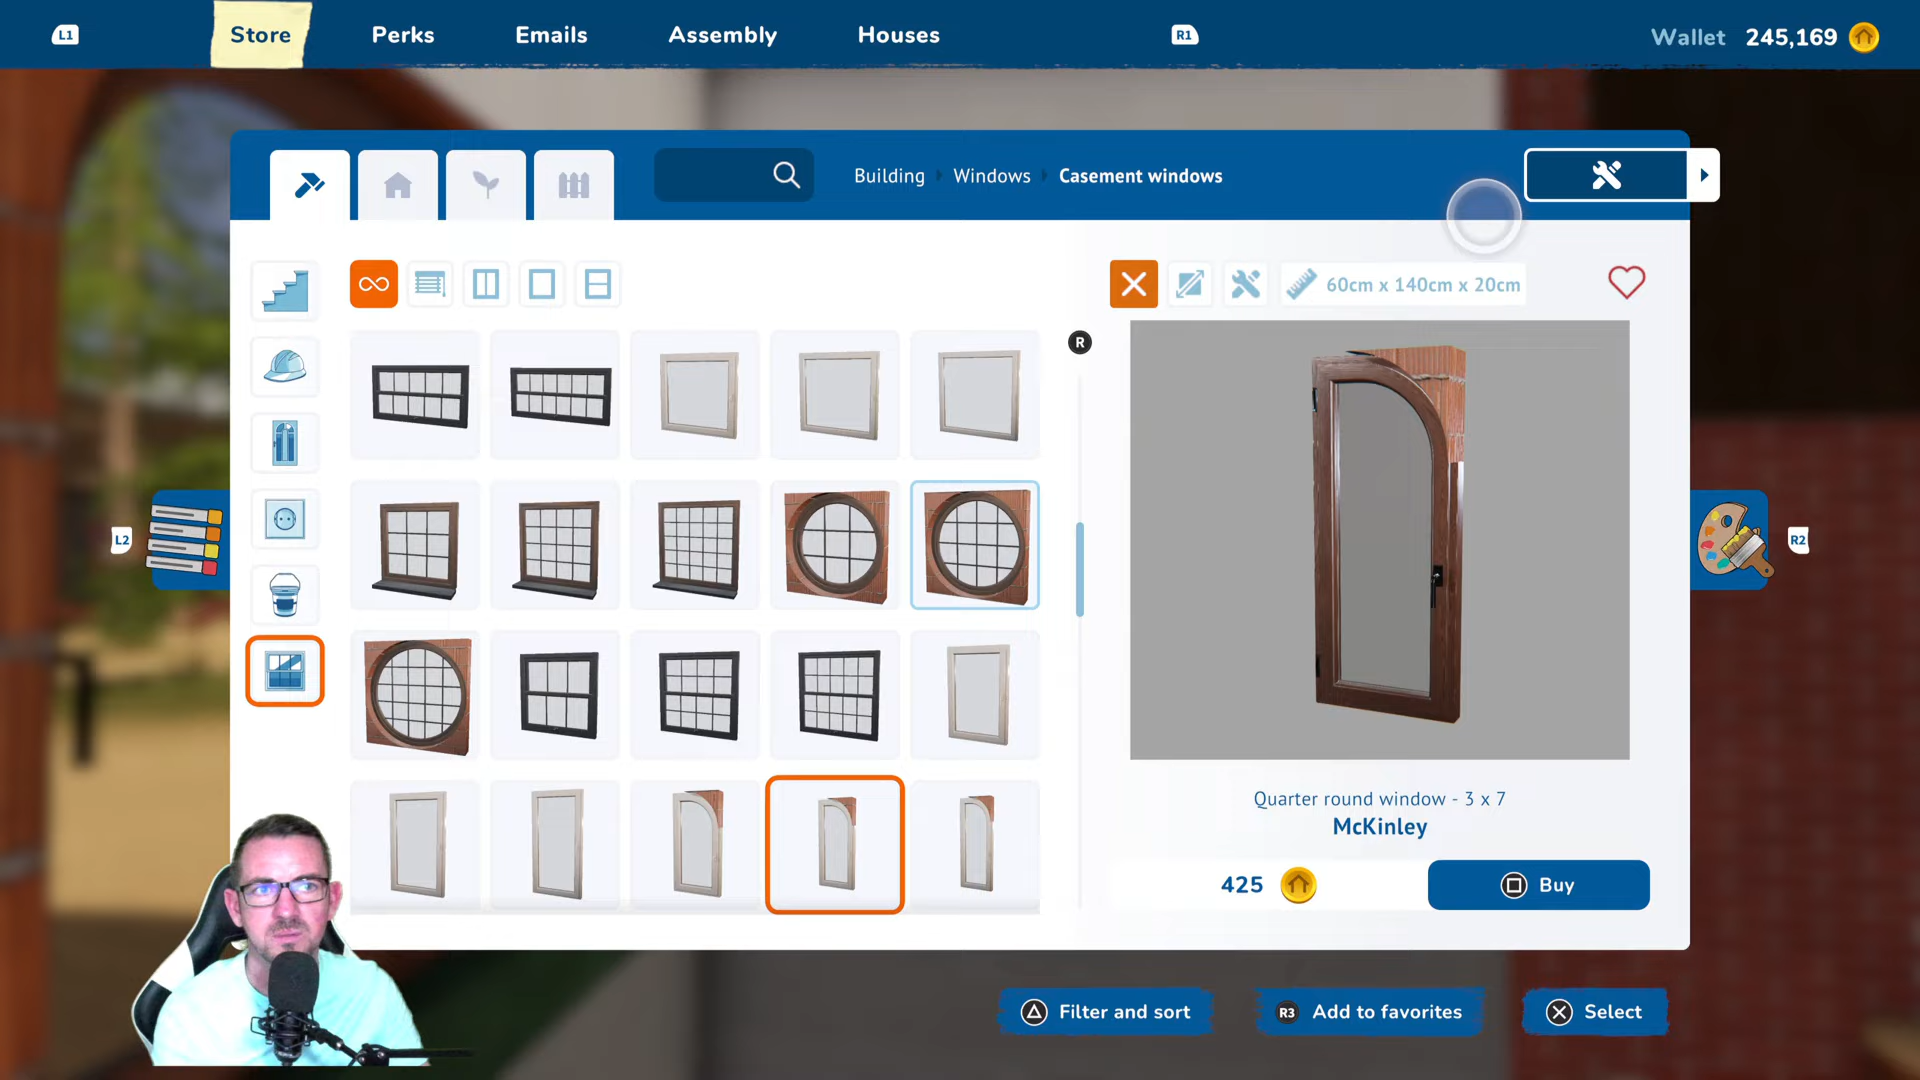 L1
Store
Perks
Emails
Assembly
Houses
R1
Wallet 245,169
Building
Windows
Casement windows
60cm x 140cm x 20cm
R
L2
R2
Quarter round window - 3 x 7
McKinley
425
Buy
Filter and sort
R3
Add to favorites
Select